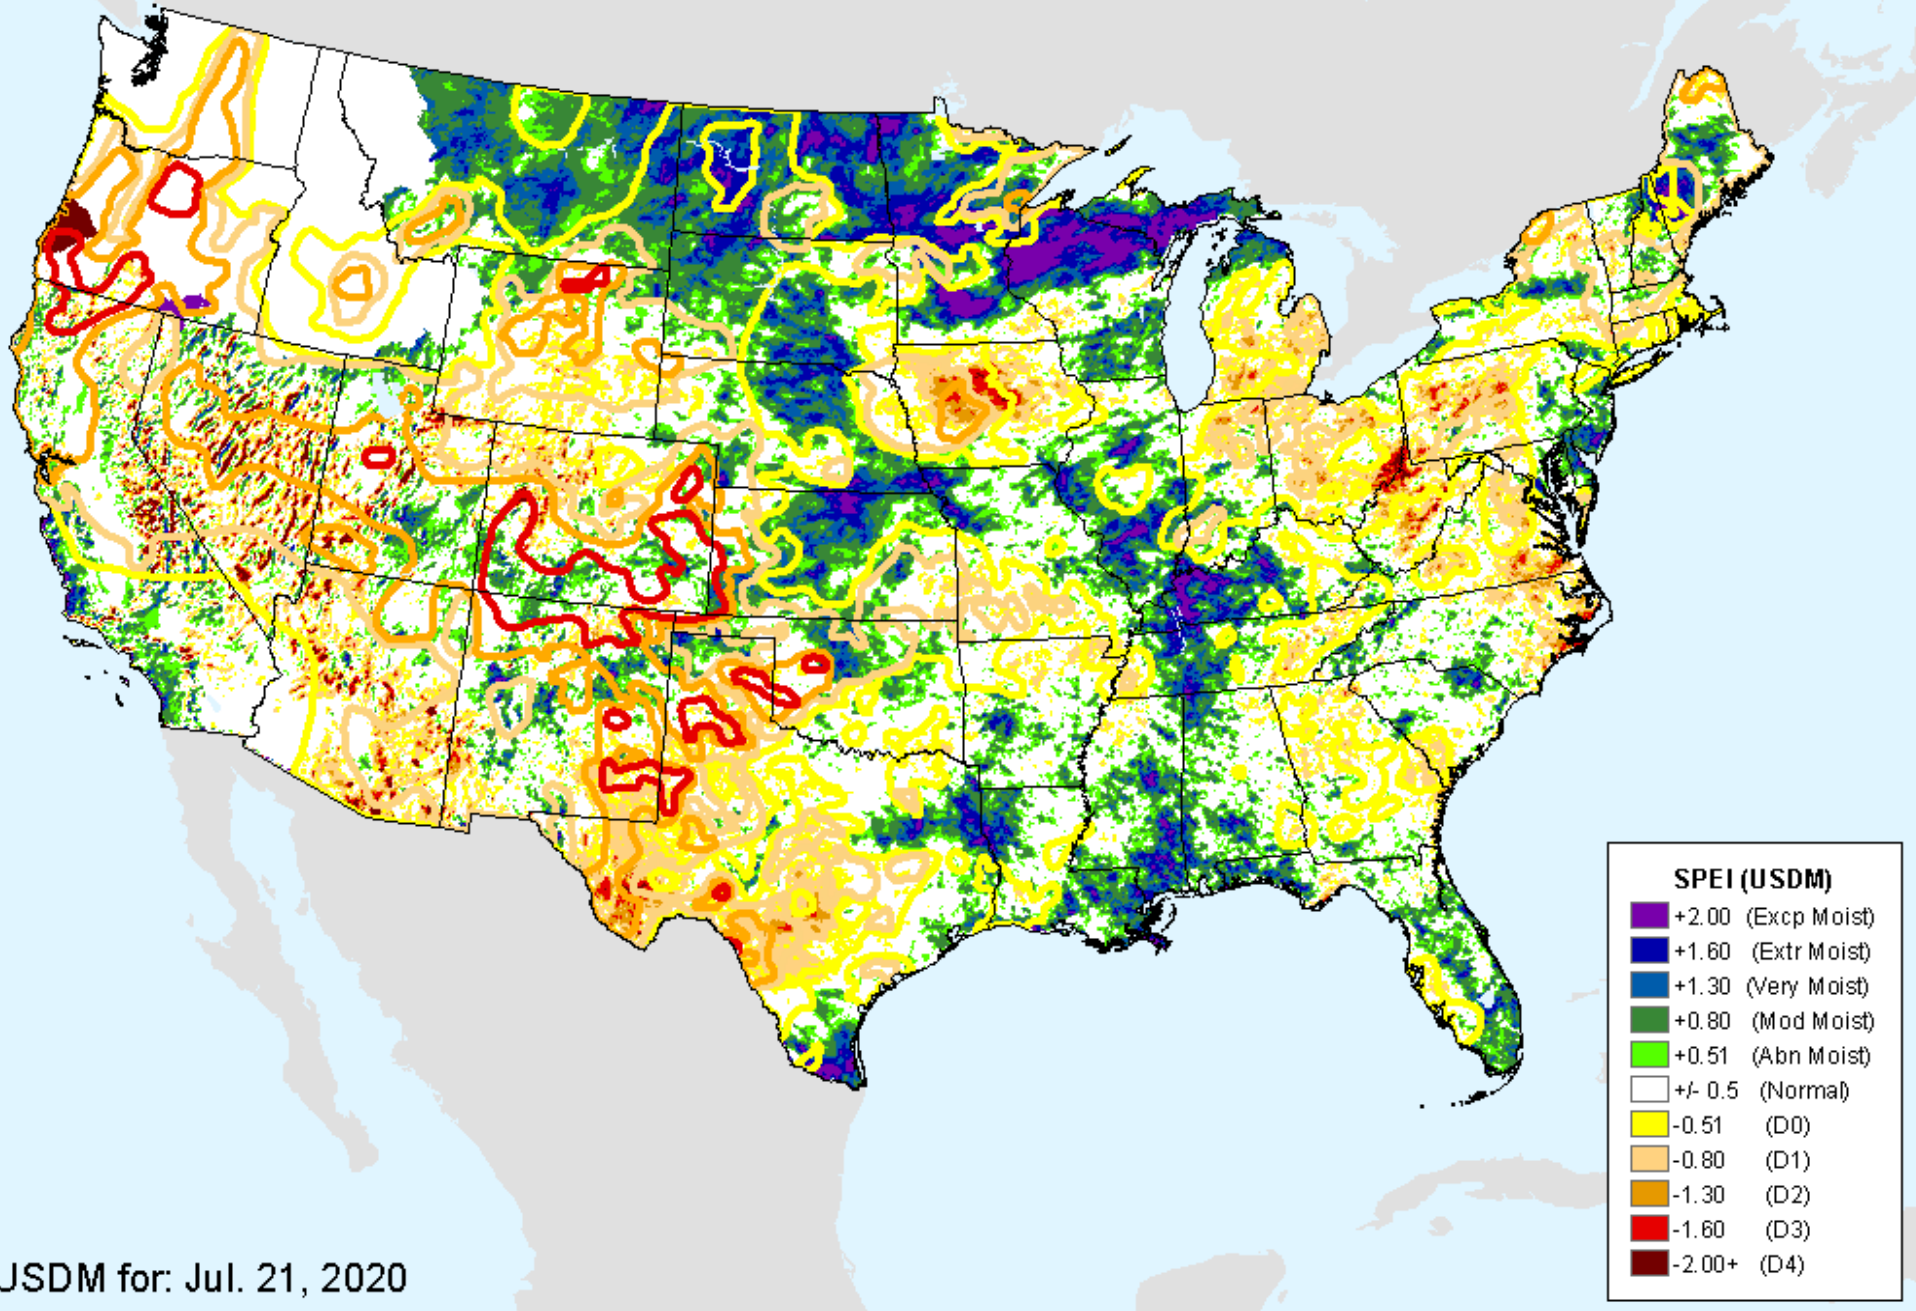 SPEI (USDM)
+2.00 (Excp Moist)
+1.60 (Extr Moist)
+1.30 (Very Moist)
+0.80 (Mod Moist)
+0.51 (Abn Moist)
+/- 0.5 (Normal)
-0.51 (D0)
-0.80 (D1)
-1.30 (D2)
-1.60 (D3)
-2.00+ (D4)
USDM for: Jul. 21, 2020